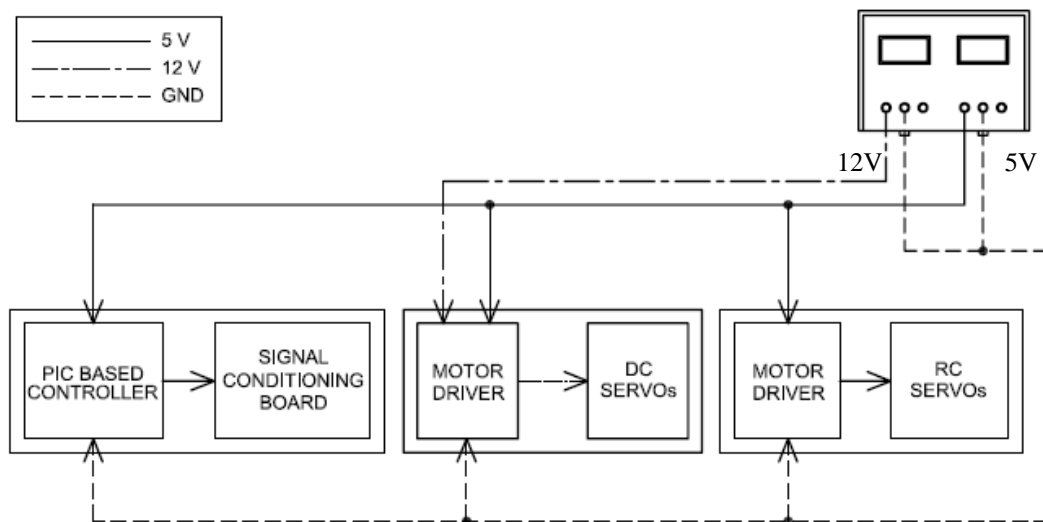 5 V
12 V
GND
12V
5V
PIC BASED
CONTROLLER
SIGNAL
CONDITIONING
BOARD
MOTOR
DRIVER
DC
SERVOs
MOTOR
DRIVER
RC
SERVOs